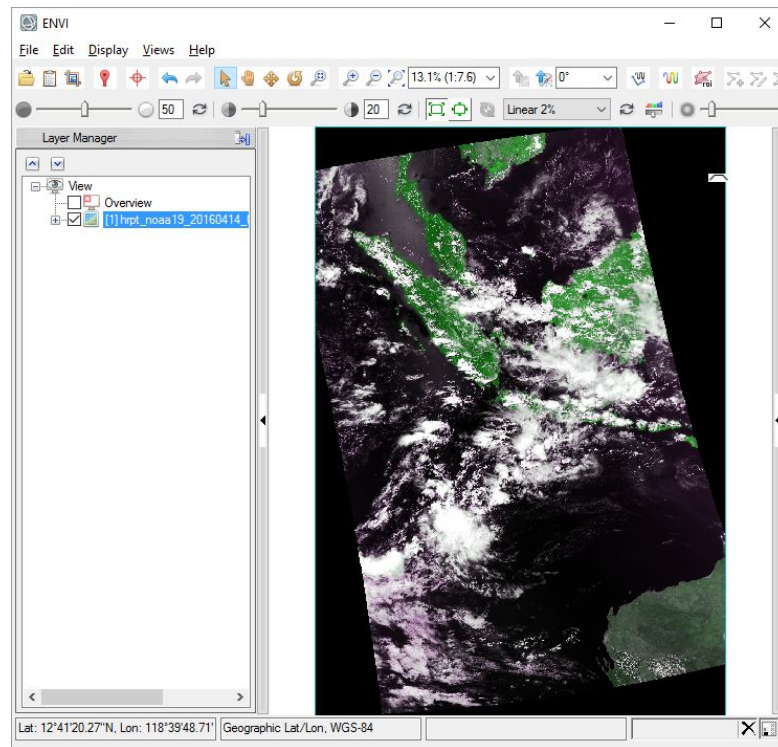 ENVI
File Edit Display Views Help
13.1% (1:7.6) 0° roi
50 20 Linear 2%
Layer Manager
View
Overview
[1] hrpt_noaa19_20160414_
Lat: 12°41'20.27"N, Lon: 118°39'48.71' Geographic Lat/Lon, WGS-84